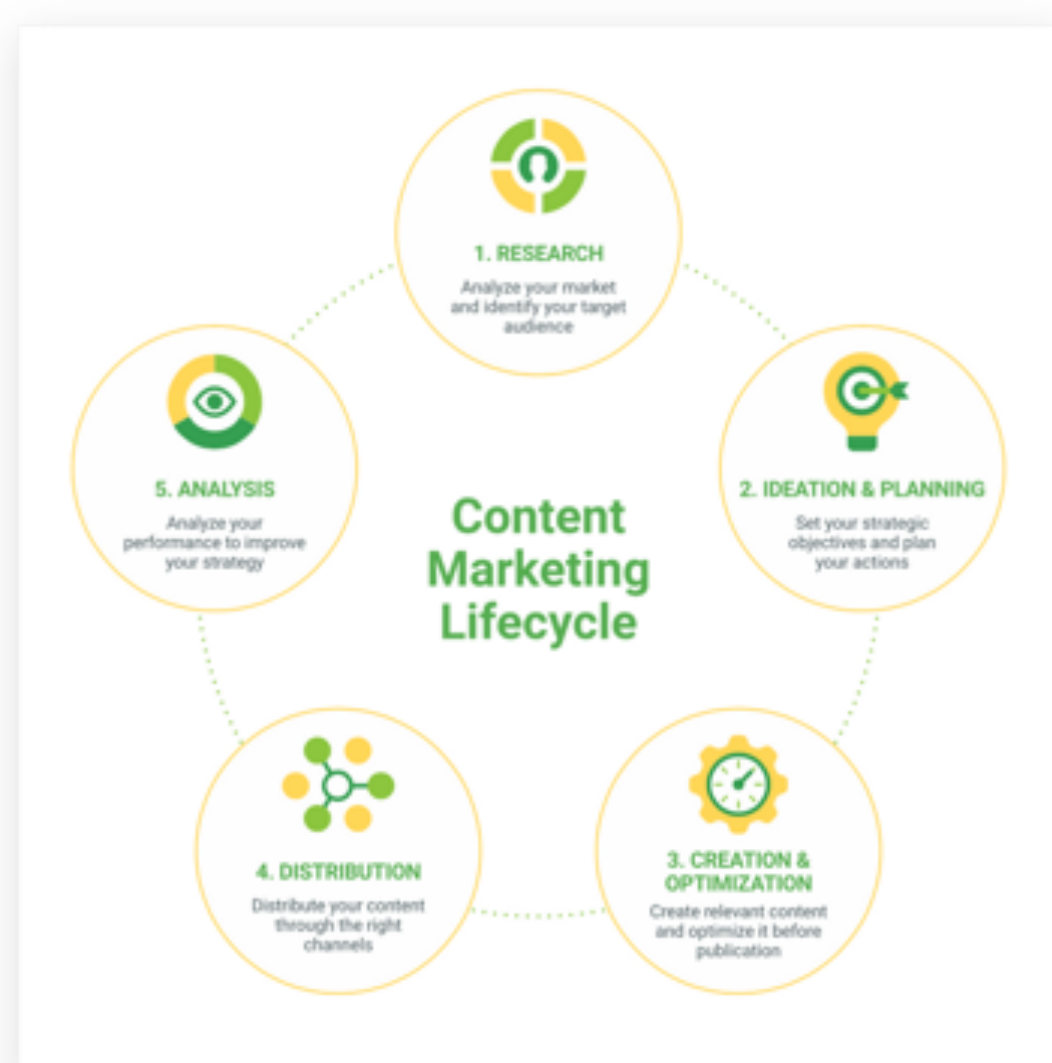 1. RESEARCH
Analyze your market
and identify your target
audience
2. IDEATION & PLANNING
Set your strategic
objectives and plan
your actions
3. CREATION &
OPTIMIZATION
Create relevant content
and optimize it before
publication
4. DISTRIBUTION
Distribute your content
through the right
channels
5. ANALYSIS
Analyze your
performance to improve
your strategy
Content
Marketing
Lifecycle